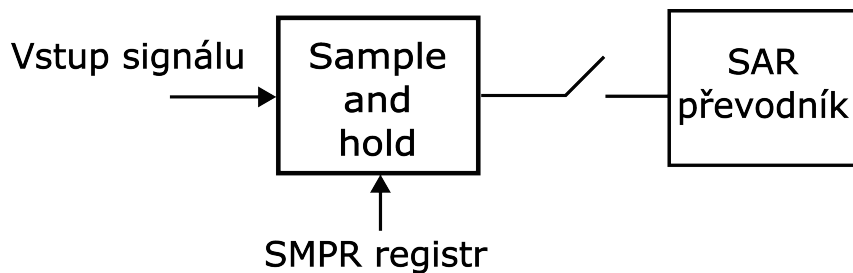 Vstup signálu
Sample
and
hold
SAR
převodník
SMPR registr